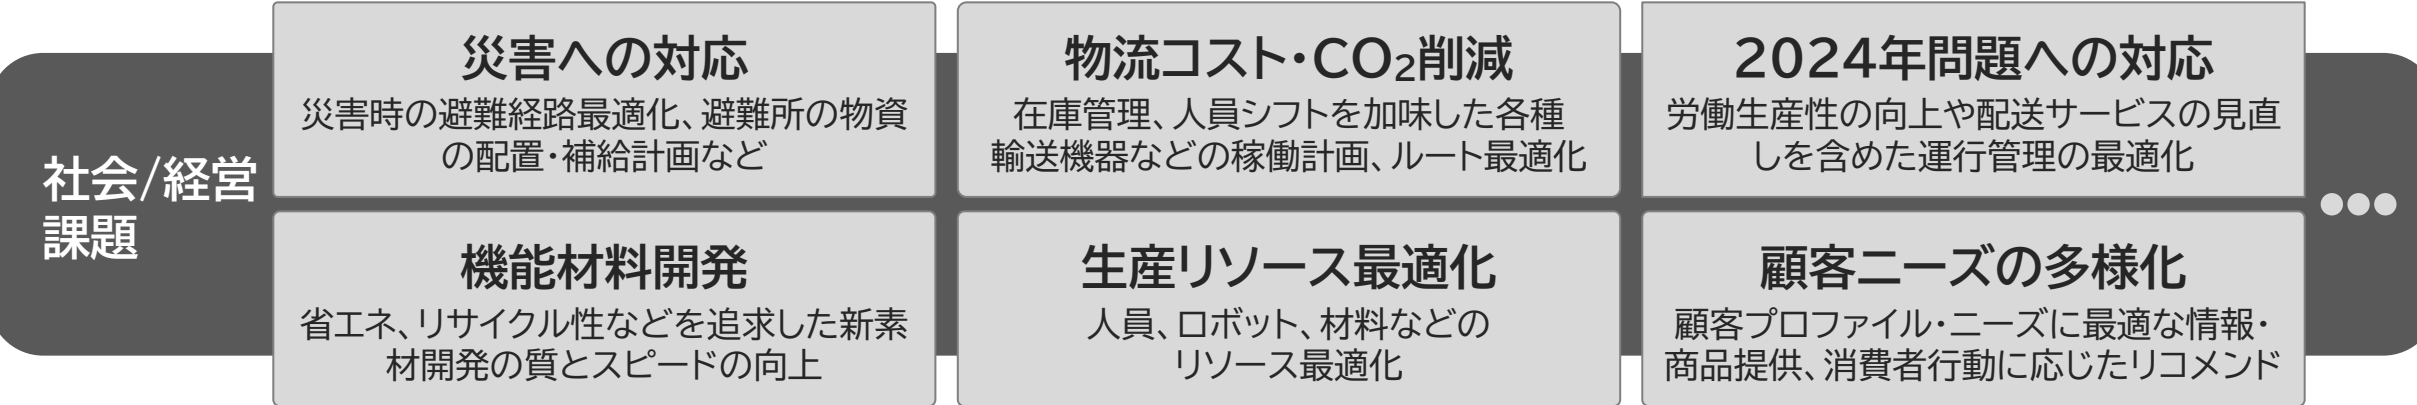 社会/経営
課題
災害への対応
災害時の避難経路最適化、避難所の物資
の配置・補給計画など
物流コスト・CO₂削減
在庫管理、人員シフトを加味した各種
輸送機器などの稼働計画、ルート最適化
2024年問題への対応
労働生産性の向上や配送サービスの見直
しを含めた運行管理の最適化
機能材料開発
省エネ、リサイクル性などを追求した新素
材開発の質とスピードの向上
生産リソース最適化
人員、ロボット、材料などの
リソース最適化
顧客ニーズの多様化
顧客プロファイル・ニーズに最適な情報・
商品提供、消費者行動に応じたリコメンド
●●●